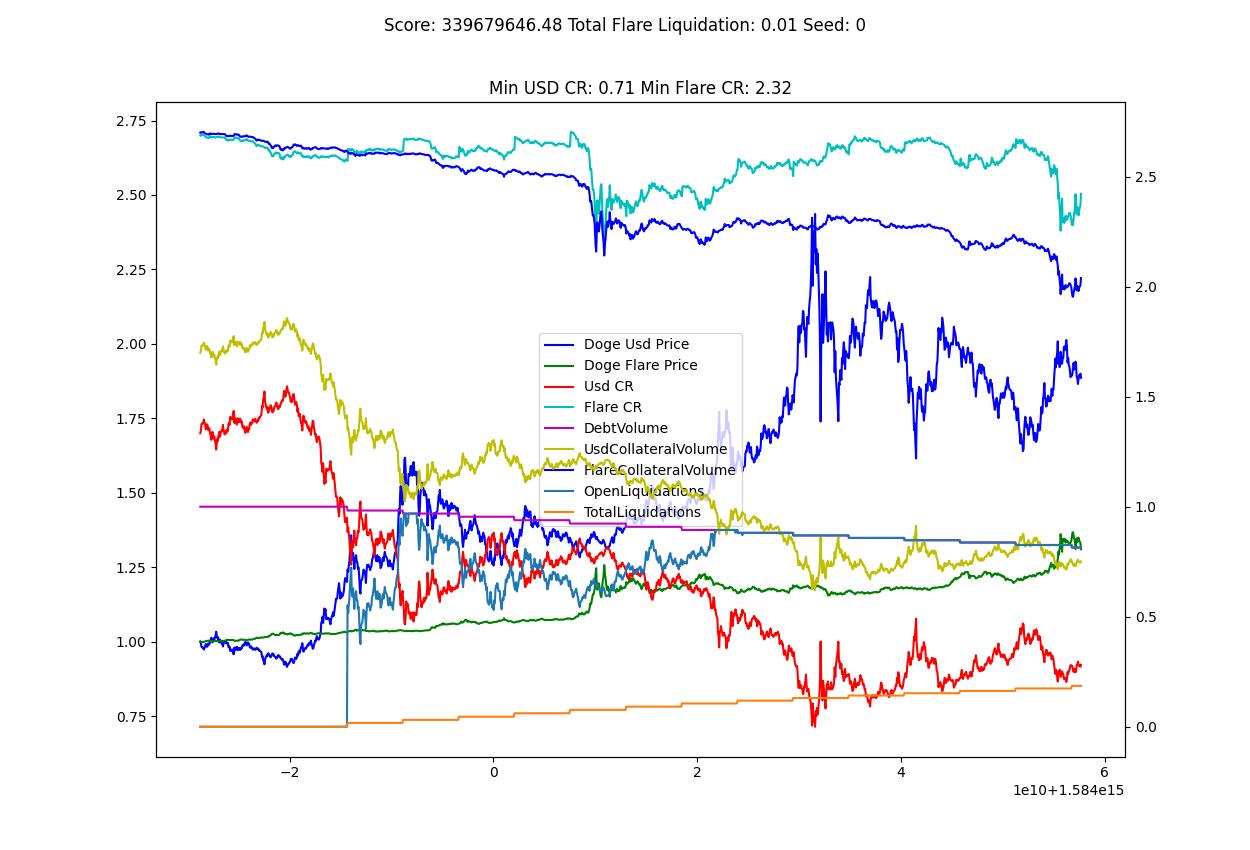 Score: 339679646.48 Total Flare Liquidation: 0.01 Seed: 0
Min USD CR: 0.71 Min Flare CR: 2.32
2.75
2.50
2.25
2.00
1.75
1.50
1.25
1.00
0.75
2.5
2.0
1.5
1.0
0.5
0.0
Doge Usd Price
Doge Flare Price
Usd CR
Flare CR
DebtVolume
UsdCollateralVolume
FlareCollateralVolume
OpenLiquidations
TotalLiquidations
−2
0
2
4
6
1e10+1.584e15